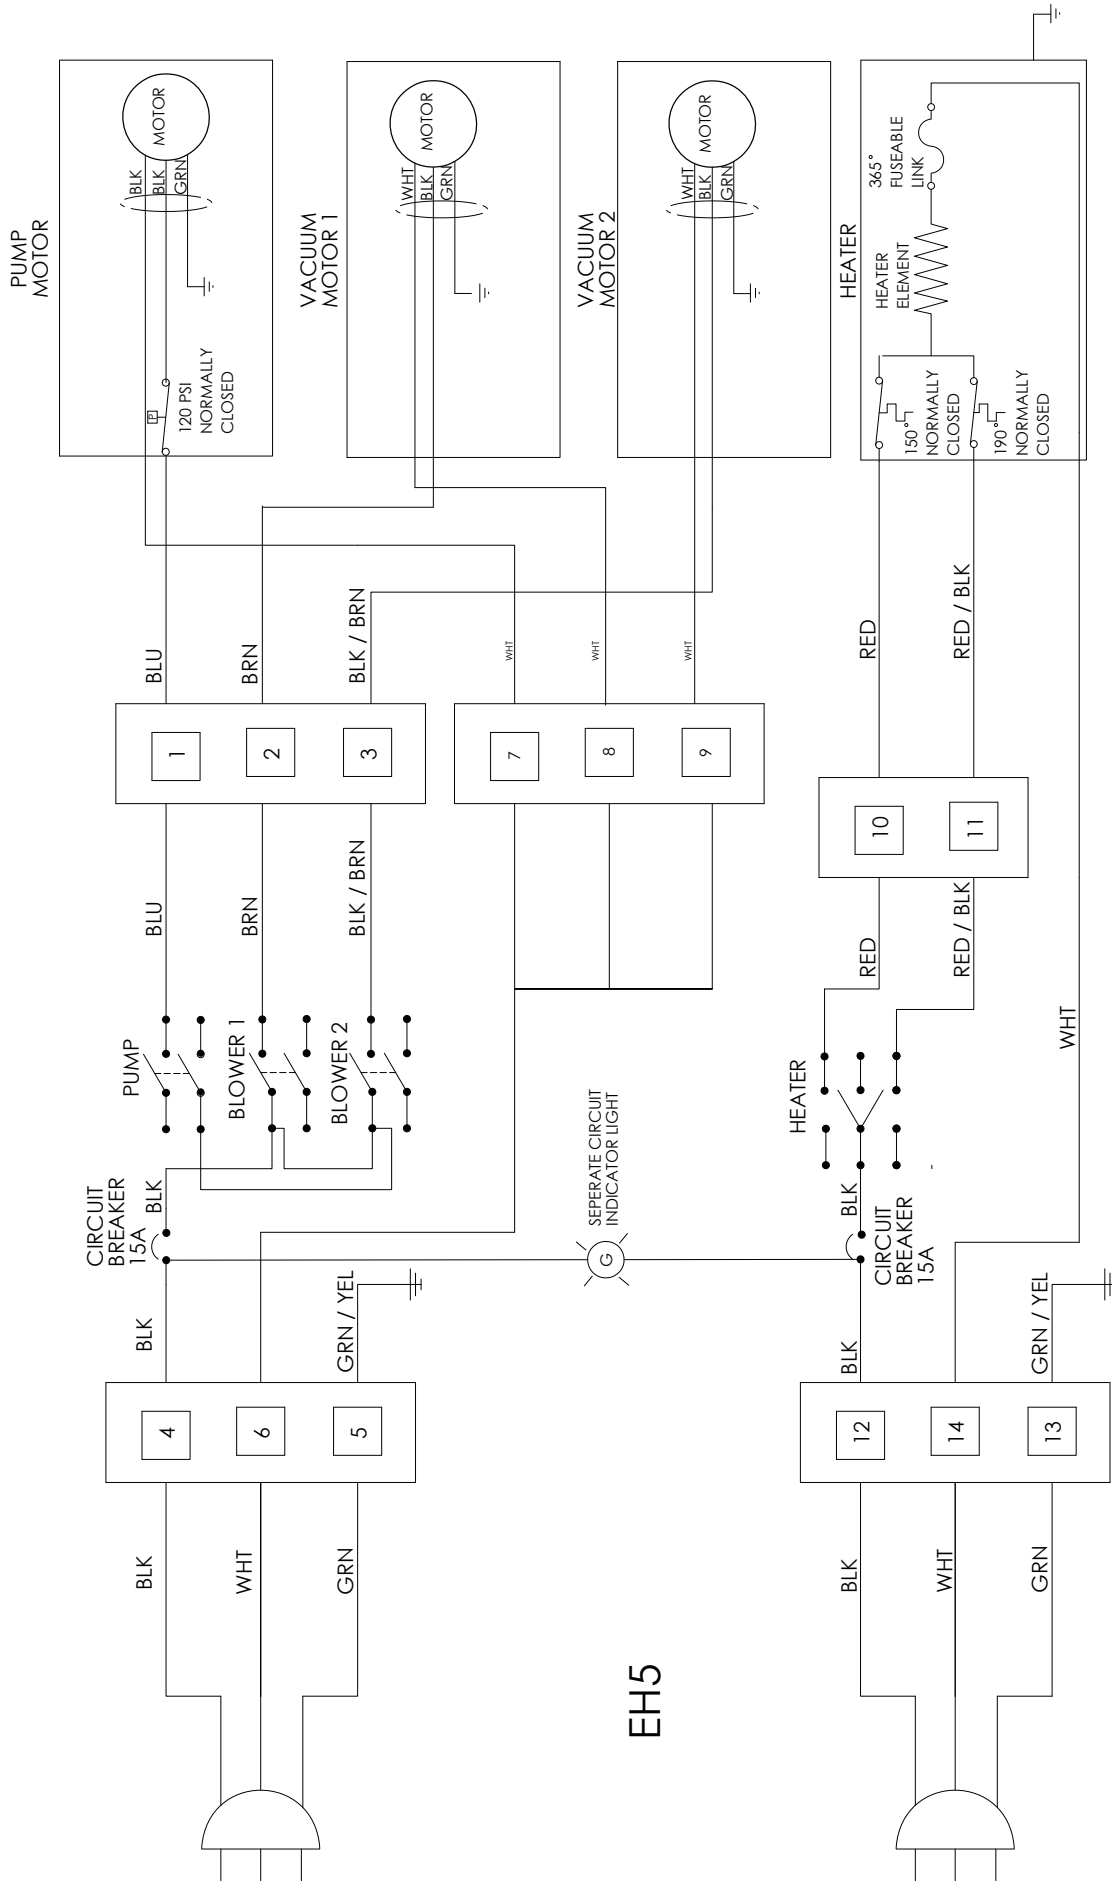 PUMP
MOTOR
MOTOR
BLK
BLK
GRN
120 PSI
NORMALLY
CLOSED
P
VACUUM
MOTOR 1
MOTOR
WHT
BLK
GRN
VACUUM
MOTOR 2
MOTOR
WHT
BLK
GRN
HEATER
365°
FUSEABLE
LINK
HEATER
ELEMENT
150°
NORMALLY
CLOSED
190°
NORMALLY
CLOSED
BLU
BRN
BLK / BRN
WHT
WHT
WHT
RED
RED / BLK
1
2
3
7
8
9
10
11
BLU
BRN
BLK / BRN
RED
RED / BLK
PUMP
BLOWER 1
BLOWER 2
HEATER
WHT
CIRCUIT
BREAKER
15A
BLK
SEPERATE CIRCUIT
INDICATOR LIGHT
G
BLK
CIRCUIT
BREAKER
15A
BLK
GRN / YEL
BLK
GRN / YEL
4
6
5
12
14
13
BLK
WHT
GRN
BLK
WHT
GRN
EH5